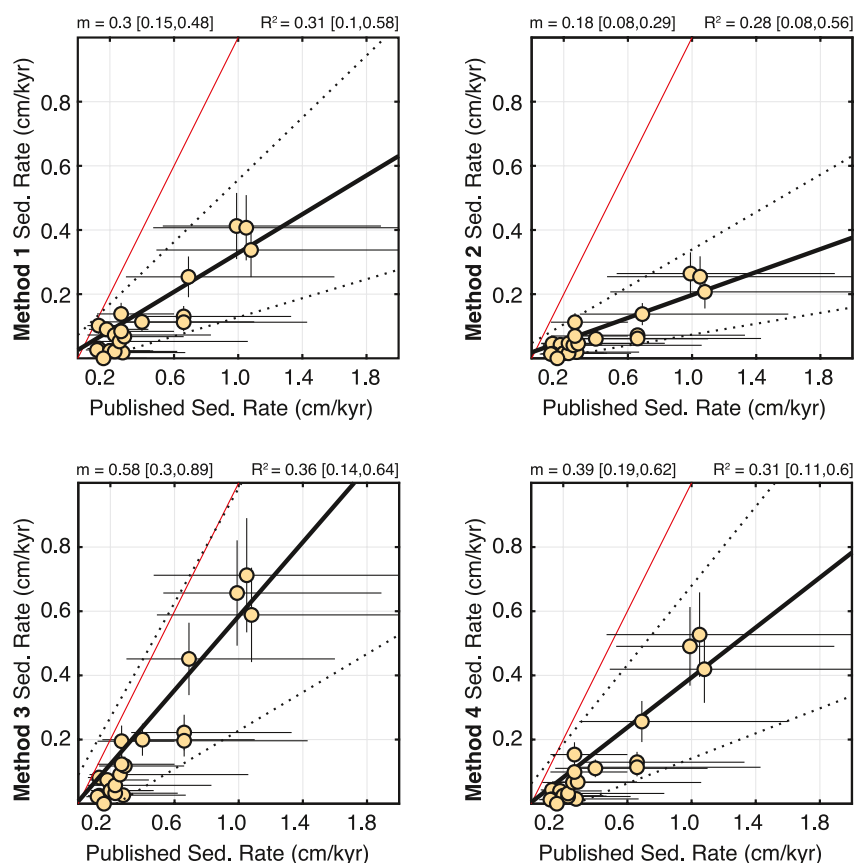 m = 0.3 [0.15,0.48] R² = 0.31 [0.1,0.58]
Method 1 Sed. Rate (cm/kyr)
0.8
0.6
0.4
0.2
0.2 0.6 1.0 1.4 1.8
Published Sed. Rate (cm/kyr)
m = 0.18 [0.08,0.29] R² = 0.28 [0.08,0.56]
Method 2 Sed. Rate (cm/kyr)
0.8
0.6
0.4
0.2
0.2 0.6 1.0 1.4 1.8
Published Sed. Rate (cm/kyr)
m = 0.58 [0.3,0.89] R² = 0.36 [0.14,0.64]
Method 3 Sed. Rate (cm/kyr)
0.8
0.6
0.4
0.2
0.2 0.6 1.0 1.4 1.8
Published Sed. Rate (cm/kyr)
m = 0.39 [0.19,0.62] R² = 0.31 [0.11,0.6]
Method 4 Sed. Rate (cm/kyr)
0.8
0.6
0.4
0.2
0.2 0.6 1.0 1.4 1.8
Published Sed. Rate (cm/kyr)